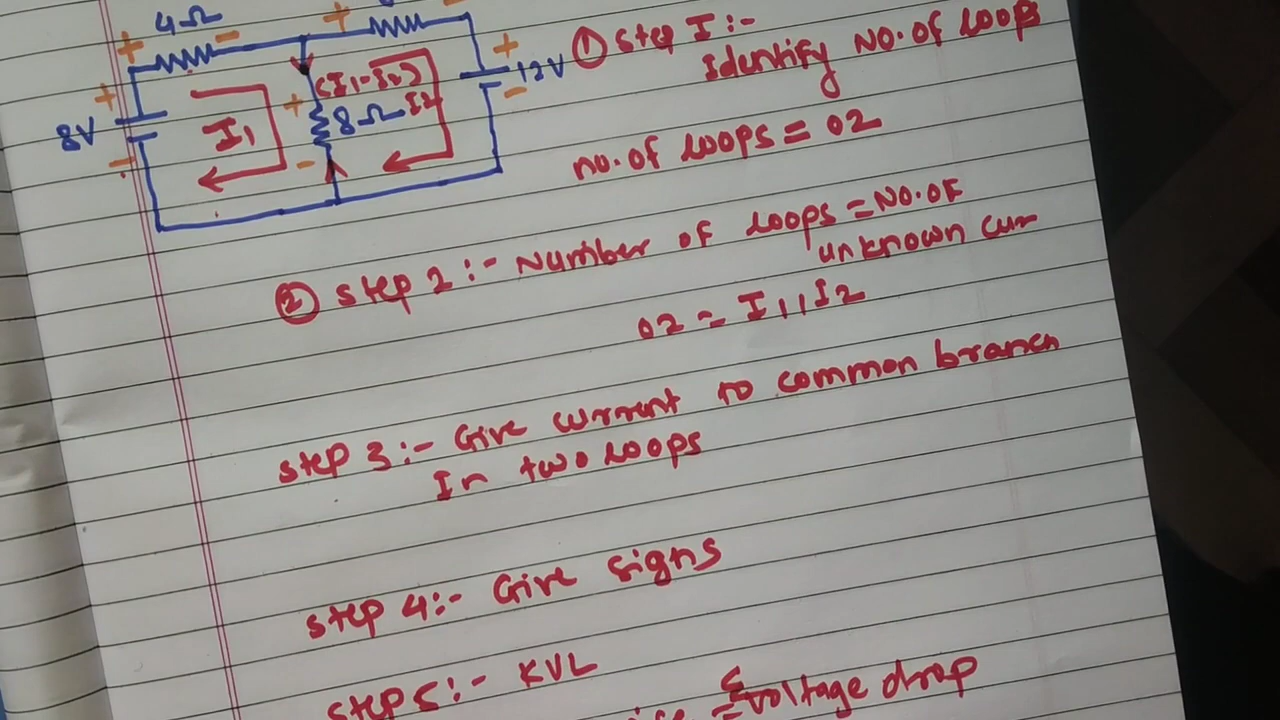 4Ω
+ - + -
+ 8V -
I1
(I1-I2)
+ 8Ω -
I2
+ 12V -
① Step I :-
Identify NO. of loops
no. of loops = 02
② Step 2 :- Number of loops = NO. OF
unknown curr
02 = I1, I2
Step 3 :- Give current to common branch
In two loops
Step 4 :- Give signs
Step 5 :- KVL
= voltage drop